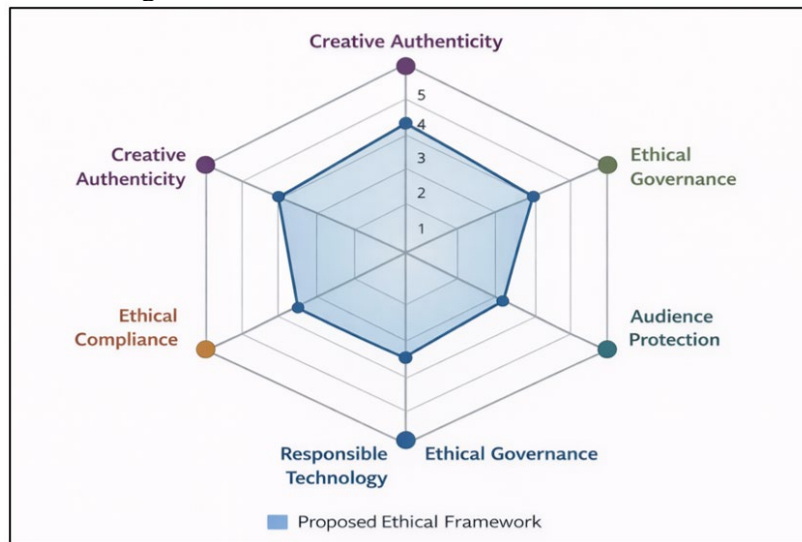 Creative Authenticity
5
4
3
2
1
Creative
Authenticity
Ethical
Governance
Ethical
Compliance
Audience
Protection
Responsible
Technology
Ethical Governance
Proposed Ethical Framework